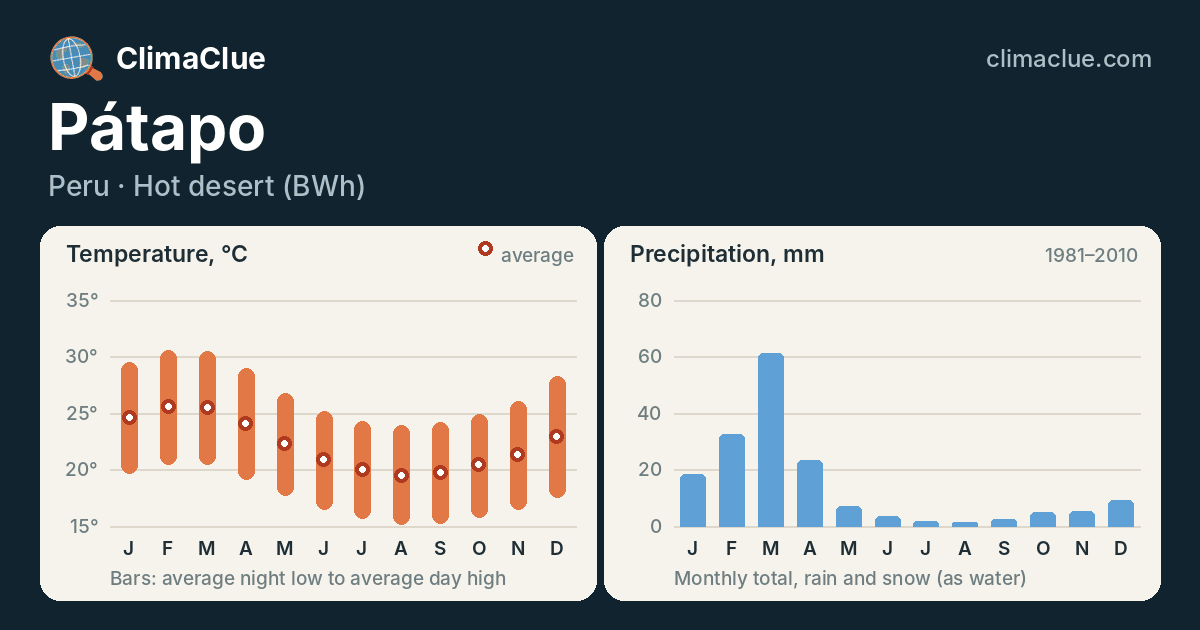 ClimaClue
climaclue.com
Pátapo
Peru · Hot desert (BWh)
Temperature, °C
average
35°
30°
25°
20°
15°
J F M A M J J A S O N D
Bars: average night low to average day high
Precipitation, mm
1981–2010
80
60
40
20
0
J F M A M J J A S O N D
Monthly total, rain and snow (as water)